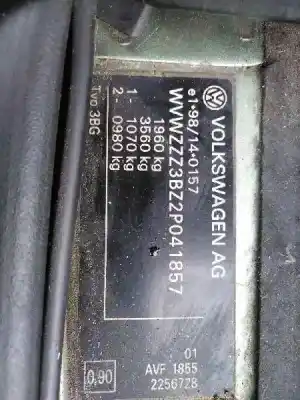 VOLKSWAGEN AG
e1*98/14*0157
WVWZZZ3BZ2P041857
1960 kg
3560 kg
1- 1070 kg
2- 0980 kg
Typ 3BG
01
AVF 1855
2256728
0,90